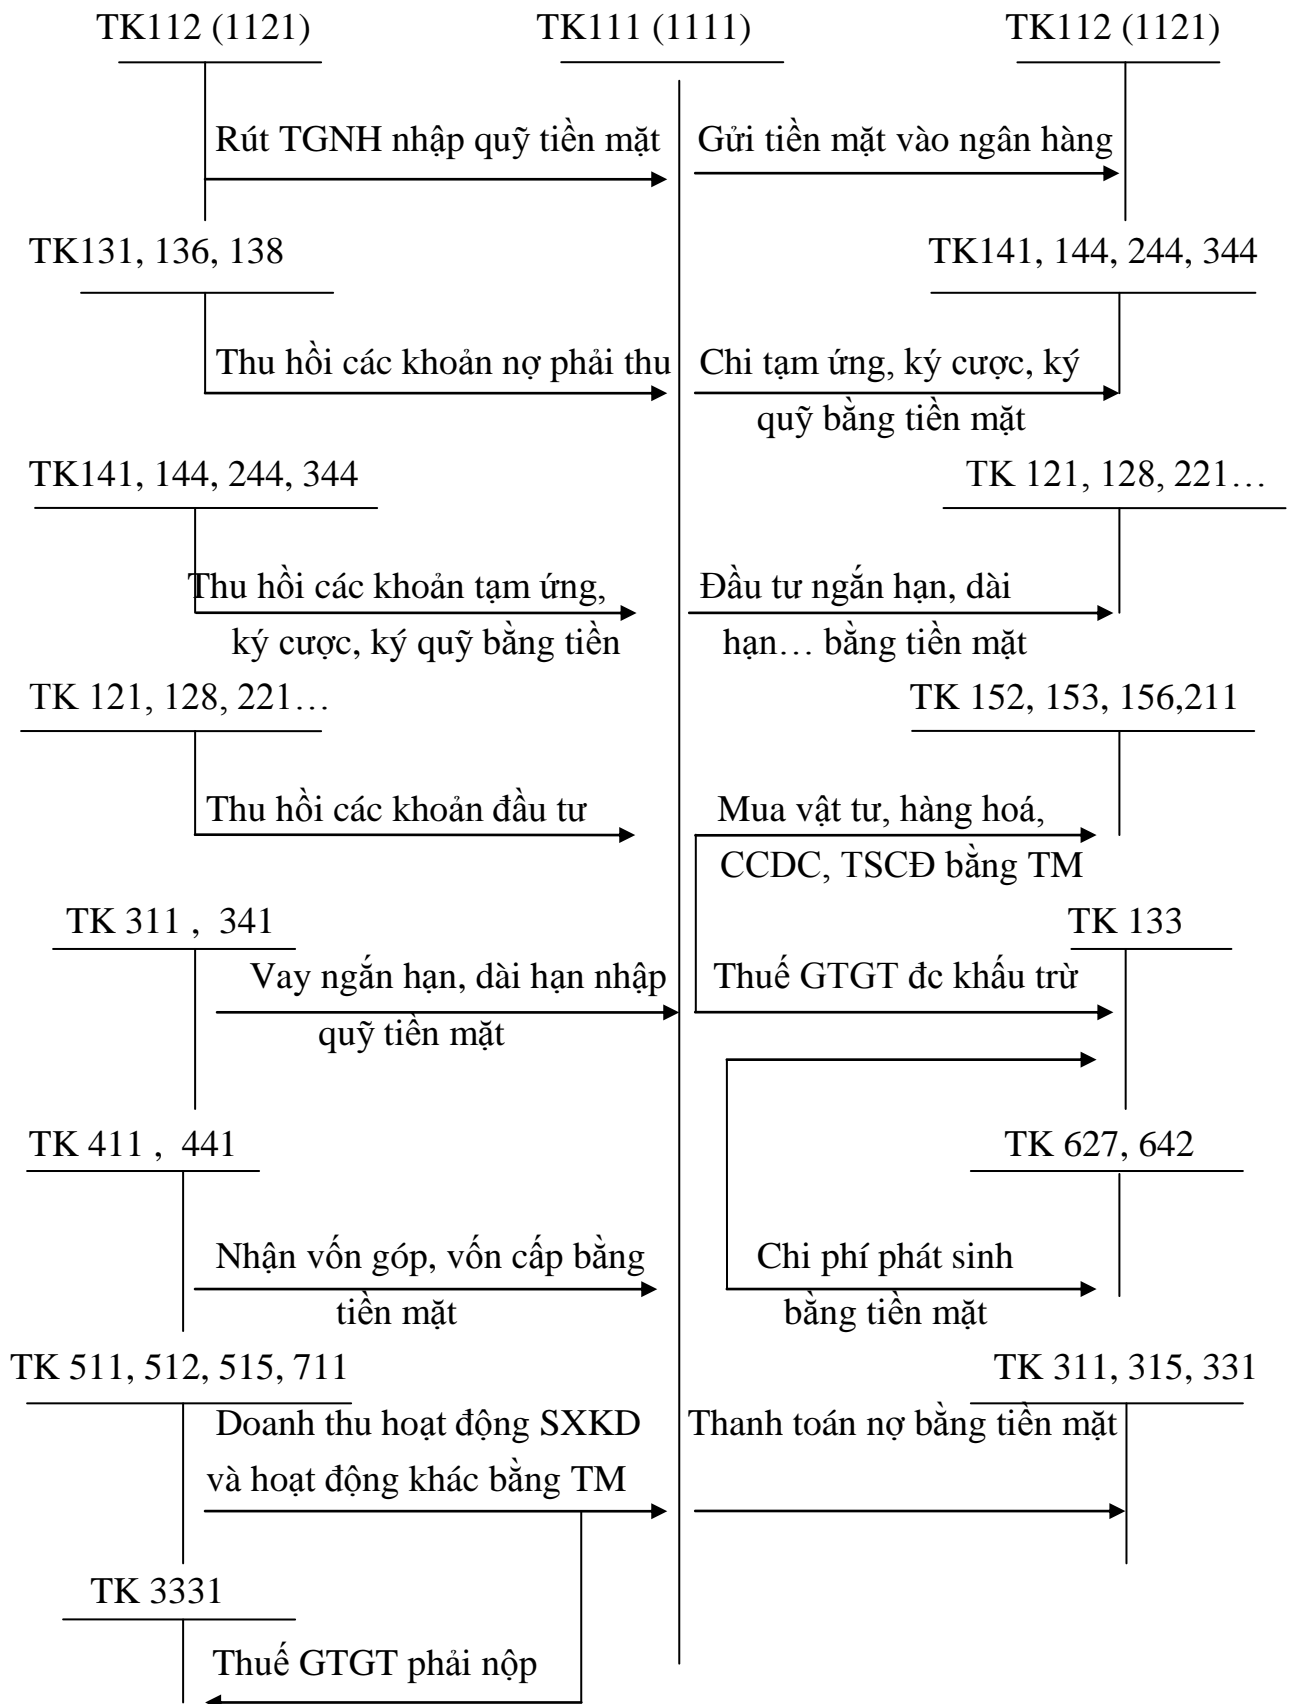 TK112 (1121) TK111 (1111) TK112 (1121)
Rút TGNH nhập quỹ tiền mặt Gửi tiền mặt vào ngân hàng
TK131, 136, 138 TK141, 144, 244, 344
Thu hồi các khoản nợ phải thu Chi tạm ứng, ký cược, ký
quỹ bằng tiền mặt
TK141, 144, 244, 344 TK 121, 128, 221…
Thu hồi các khoản tạm ứng, Đầu tư ngắn hạn, dài
ký cược, ký quỹ bằng tiền hạn… bằng tiền mặt
TK 121, 128, 221… TK 152, 153, 156,211
Thu hồi các khoản đầu tư Mua vật tư, hàng hoá,
CCDC, TSCĐ bằng TM
TK 311 , 341 TK 133
Vay ngắn hạn, dài hạn nhập Thuế GTGT đc khấu trừ
quỹ tiền mặt
TK 411 , 441 TK 627, 642
Nhận vốn góp, vốn cấp bằng Chi phí phát sinh
tiền mặt bằng tiền mặt
TK 511, 512, 515, 711 TK 311, 315, 331
Doanh thu hoạt động SXKD Thanh toán nợ bằng tiền mặt
và hoạt động khác bằng TM
TK 3331
Thuế GTGT phải nộp